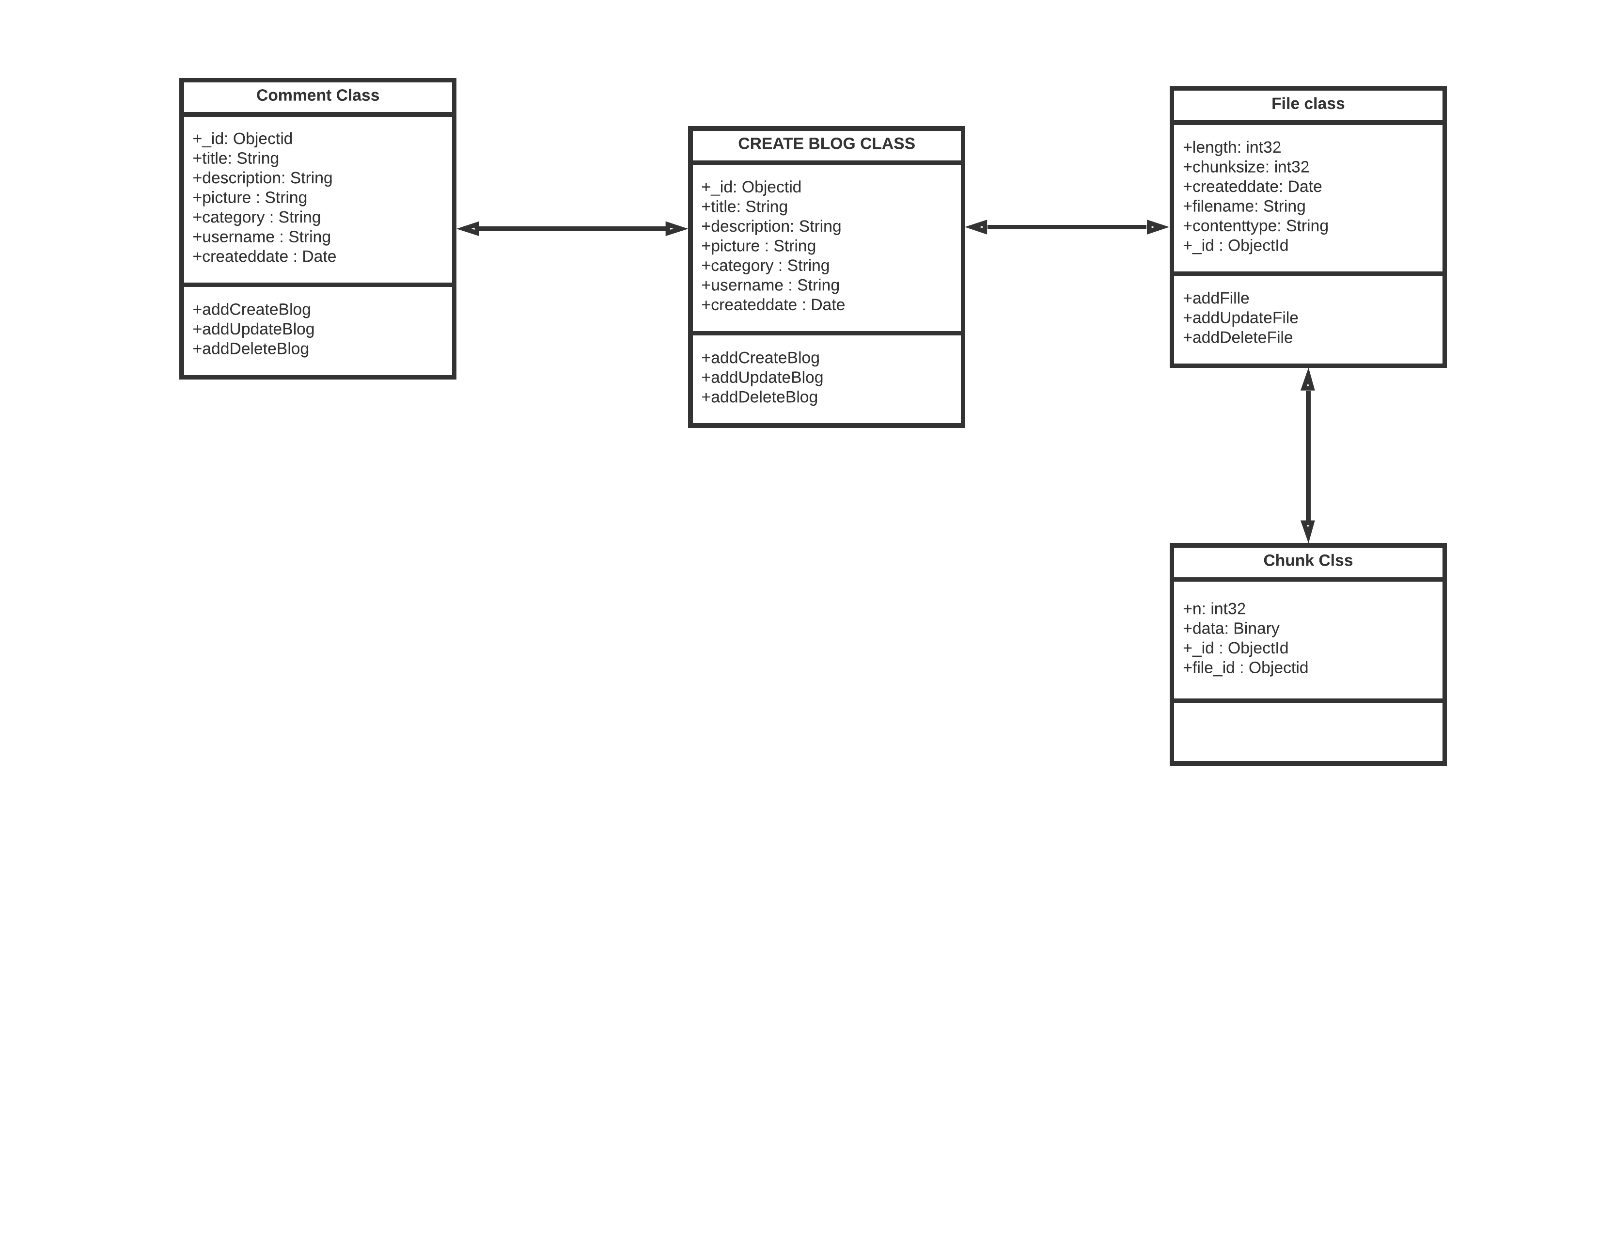 Comment Class
+_id: Objectid
+title: String
+description: String
+picture : String
+category : String
+username : String
+createddate : Date
+addCreateBlog
+addUpdateBlog
+addDeleteBlog
CREATE BLOG CLASS
+_id: Objectid
+title: String
+description: String
+picture : String
+category : String
+username : String
+createddate : Date
+addCreateBlog
+addUpdateBlog
+addDeleteBlog
File class
+length: int32
+chunksize: int32
+createddate: Date
+filename: String
+contenttype: String
+_id : ObjectId
+addFille
+addUpdateFile
+addDeleteFile
Chunk Clss
+n: int32
+data: Binary
+_id : ObjectId
+file_id : Objectid